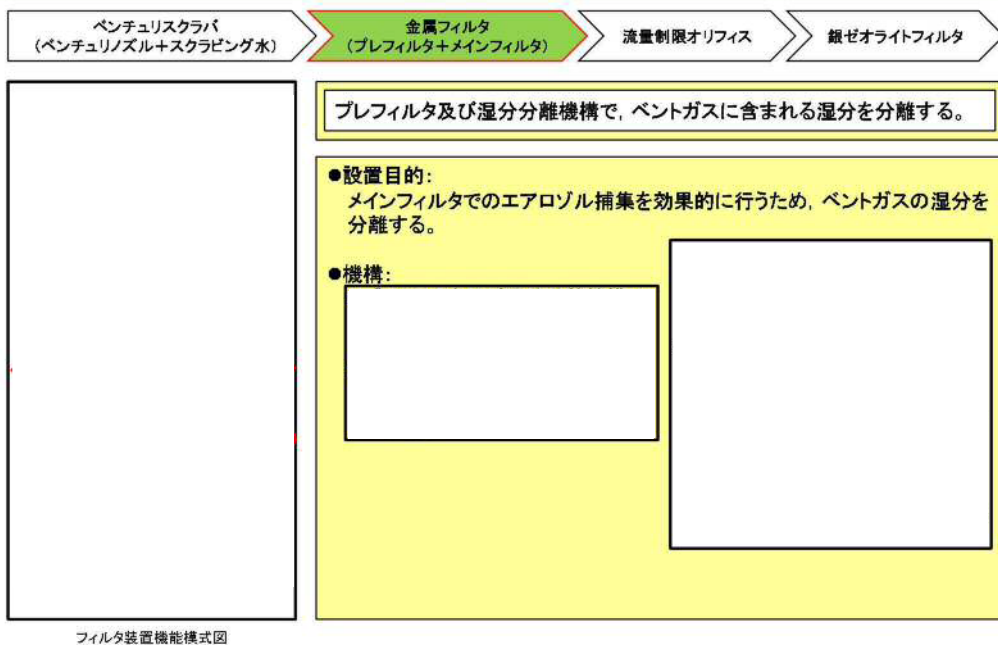 ベンチュリスクラバ
(ベンチュリノズル+スクラビング水)
金属フィルタ
(プレフィルタ+メインフィルタ)
流量制限オリフィス
銀ゼオライトフィルタ
プレフィルタ及び湿分分離機構で, ベントガスに含まれる湿分を分離する。
●設置目的:
メインフィルタでのエアロゾル捕集を効果的に行うため, ベントガスの湿分を
分離する。
●機構:
フィルタ装置機能模式図